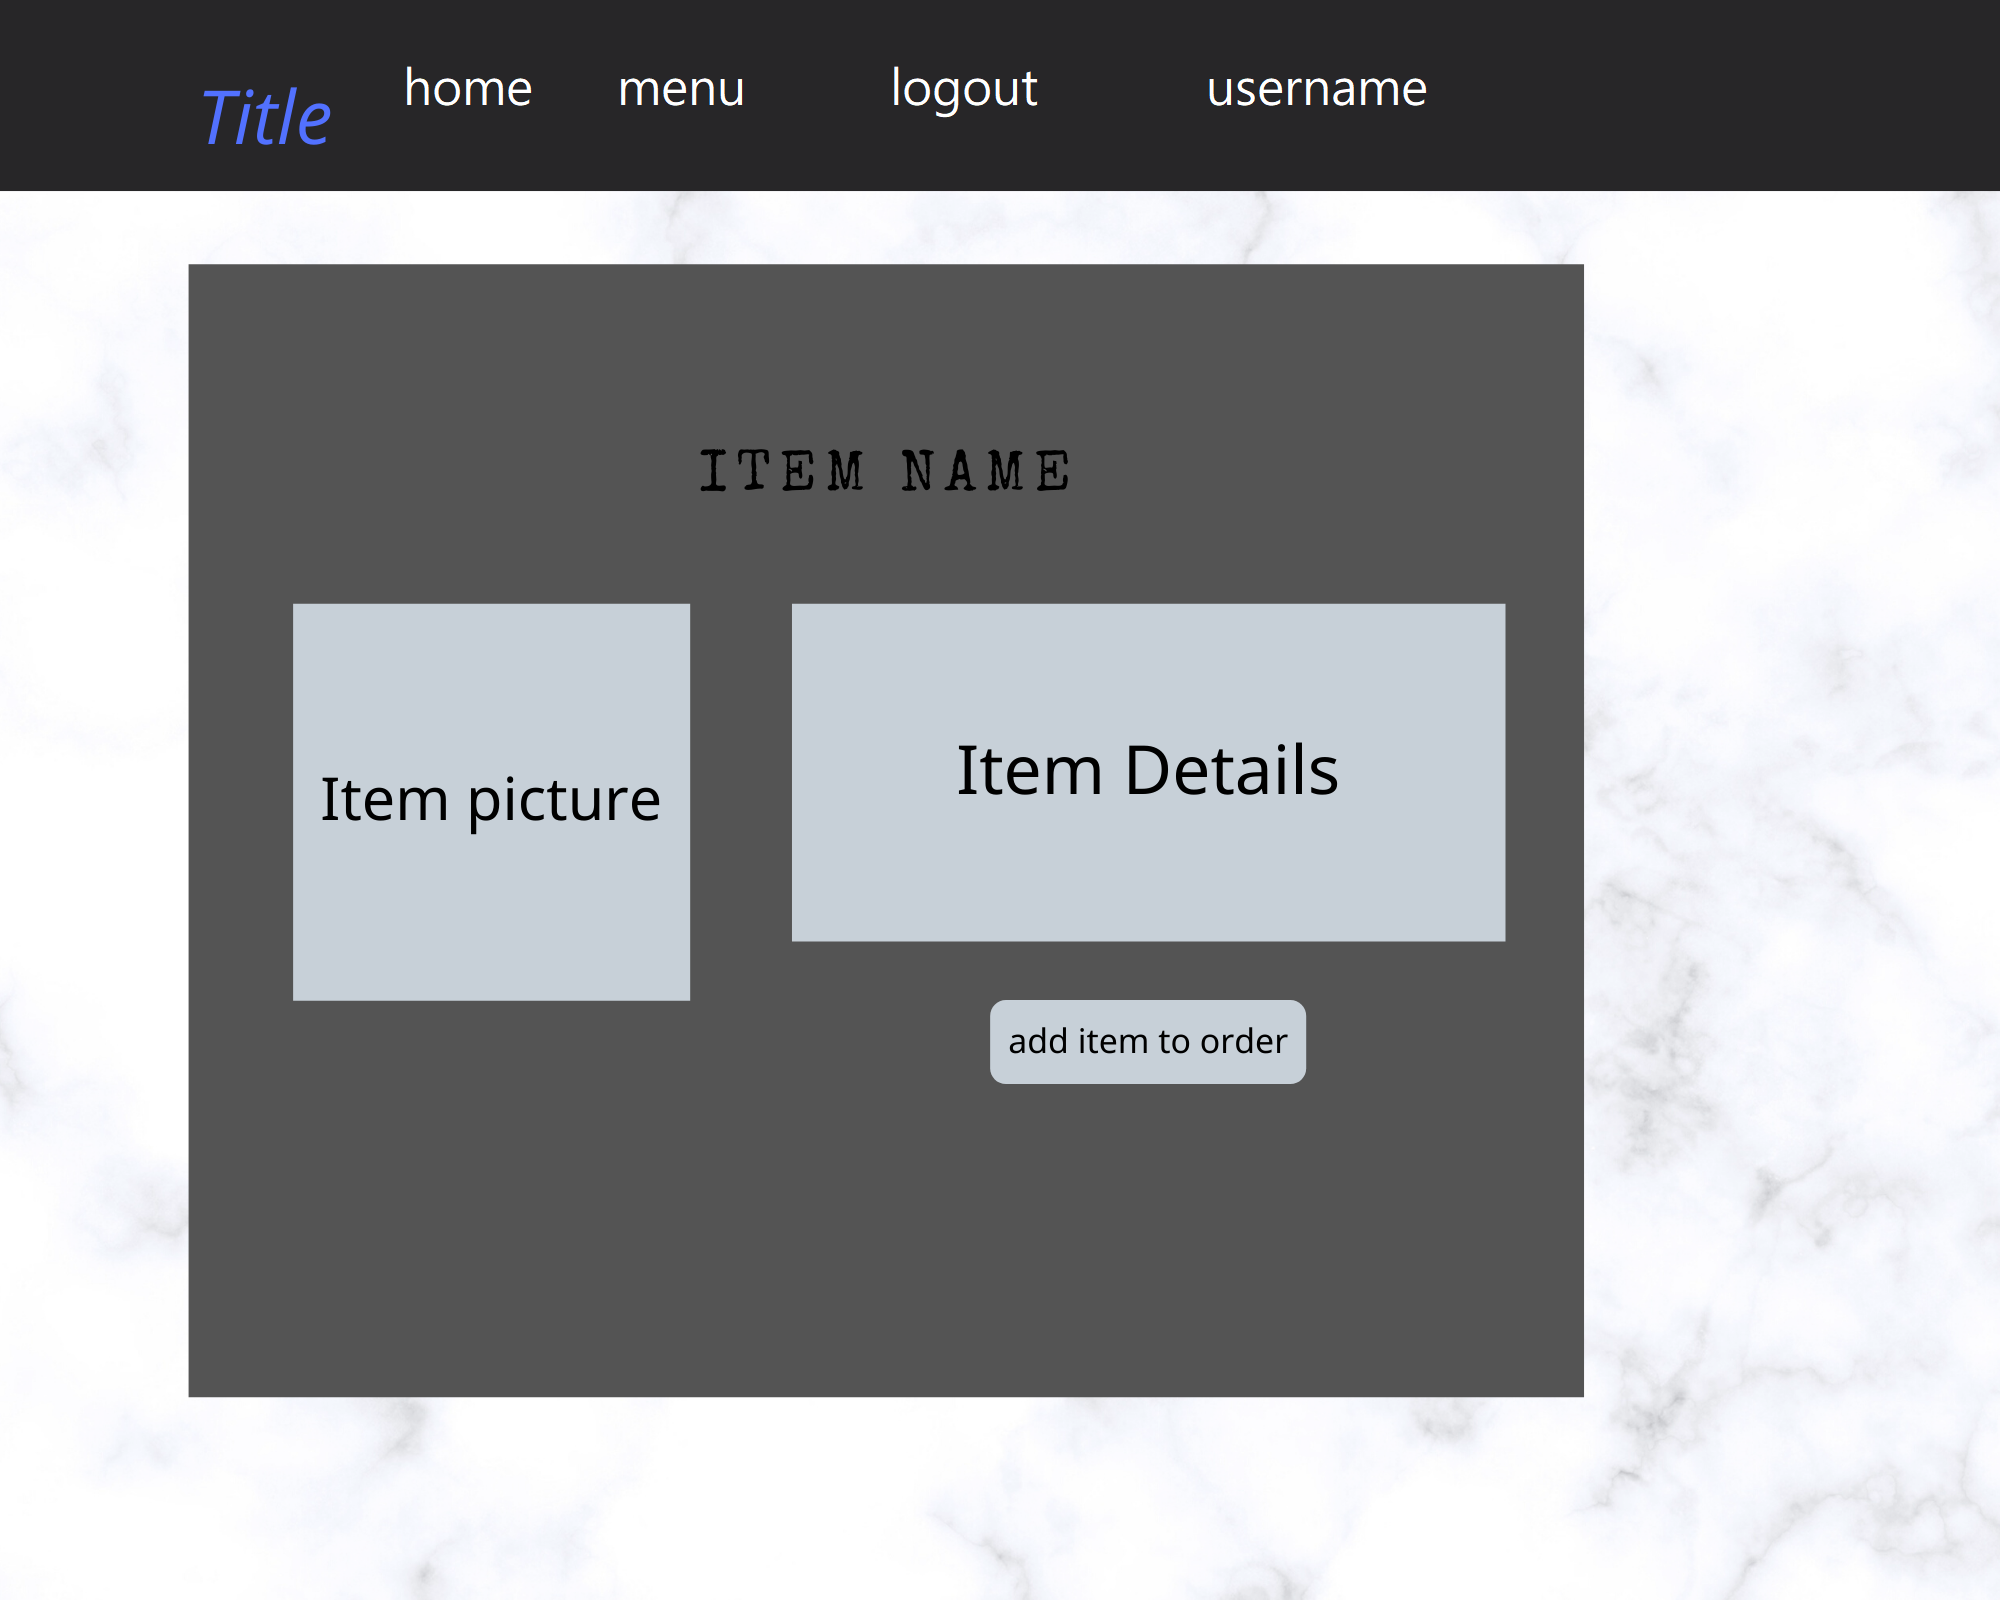 Title
home
menu
logout
username
ITEM NAME
Item picture
Item Details
add item to order